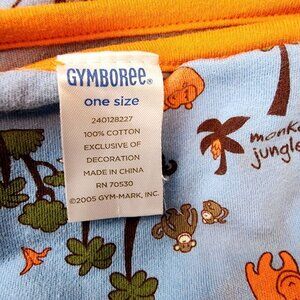 GYMBOREE®
one size
240128227
100% COTTON
EXCLUSIVE OF
DECORATION
MADE IN CHINA
RN 70530
©2005 GYM-MARK, INC.
jungle